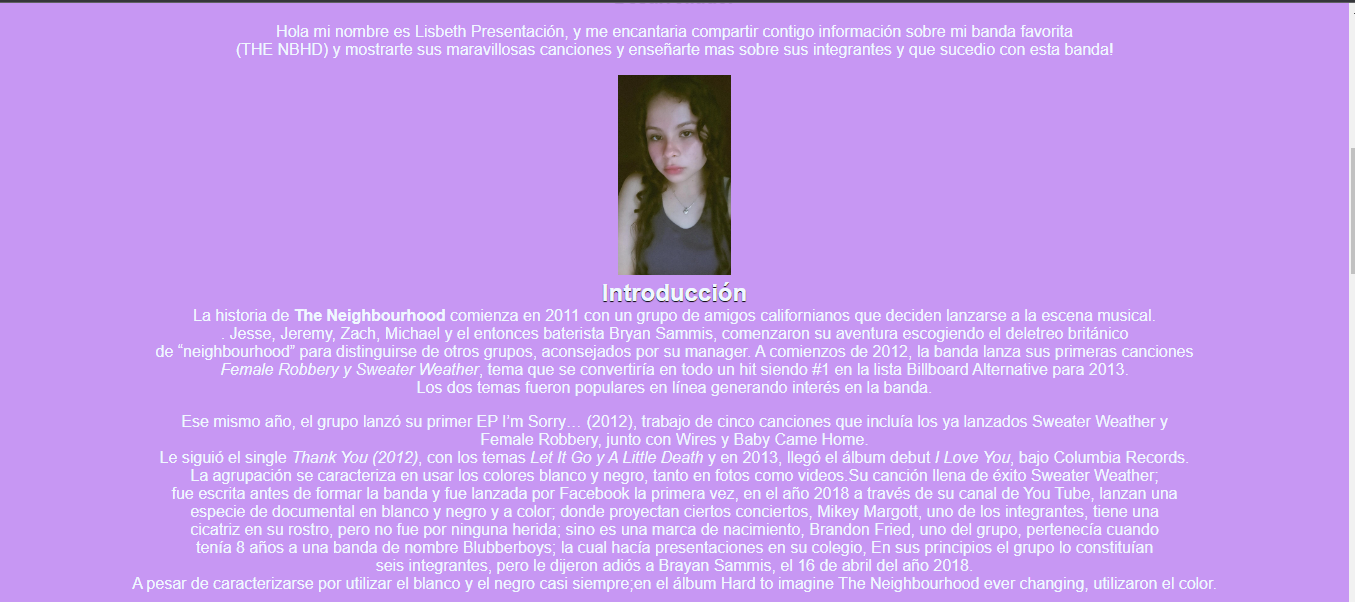 Hola mi nombre es Lisbeth Presentación, y me encantaria compartir contigo información sobre mi banda favorita
(THE NBHD) y mostrarte sus maravillosas canciones y enseñarte mas sobre sus integrantes y que sucedio con esta banda!
Introducción
La historia de The Neighbourhood comienza en 2011 con un grupo de amigos californianos que deciden lanzarse a la escena musical.
. Jesse, Jeremy, Zach, Michael y el entonces baterista Bryan Sammis, comenzaron su aventura escogiendo el deletreo británico
de “neighbourhood” para distinguirse de otros grupos, aconsejados por su manager. A comienzos de 2012, la banda lanza sus primeras canciones
Female Robbery y Sweater Weather, tema que se convertiría en todo un hit siendo #1 en la lista Billboard Alternative para 2013.
Los dos temas fueron populares en línea generando interés en la banda.
Ese mismo año, el grupo lanzó su primer EP I’m Sorry… (2012), trabajo de cinco canciones que incluía los ya lanzados Sweater Weather y
Female Robbery, junto con Wires y Baby Came Home.
Le siguió el single Thank You (2012), con los temas Let It Go y A Little Death y en 2013, llegó el álbum debut I Love You, bajo Columbia Records.
La agrupación se caracteriza en usar los colores blanco y negro, tanto en fotos como videos.Su canción llena de éxito Sweater Weather;
fue escrita antes de formar la banda y fue lanzada por Facebook la primera vez, en el año 2018 a través de su canal de You Tube, lanzan una
especie de documental en blanco y negro y a color; donde proyectan ciertos conciertos, Mikey Margott, uno de los integrantes, tiene una
cicatriz en su rostro, pero no fue por ninguna herida; sino es una marca de nacimiento, Brandon Fried, uno del grupo, pertenecía cuando
tenía 8 años a una banda de nombre Blubberboys; la cual hacía presentaciones en su colegio, En sus principios el grupo lo constituían
seis integrantes, pero le dijeron adiós a Brayan Sammis, el 16 de abril del año 2018.
A pesar de caracterizarse por utilizar el blanco y el negro casi siempre;en el álbum Hard to imagine The Neighbourhood ever changing, utilizaron el color.